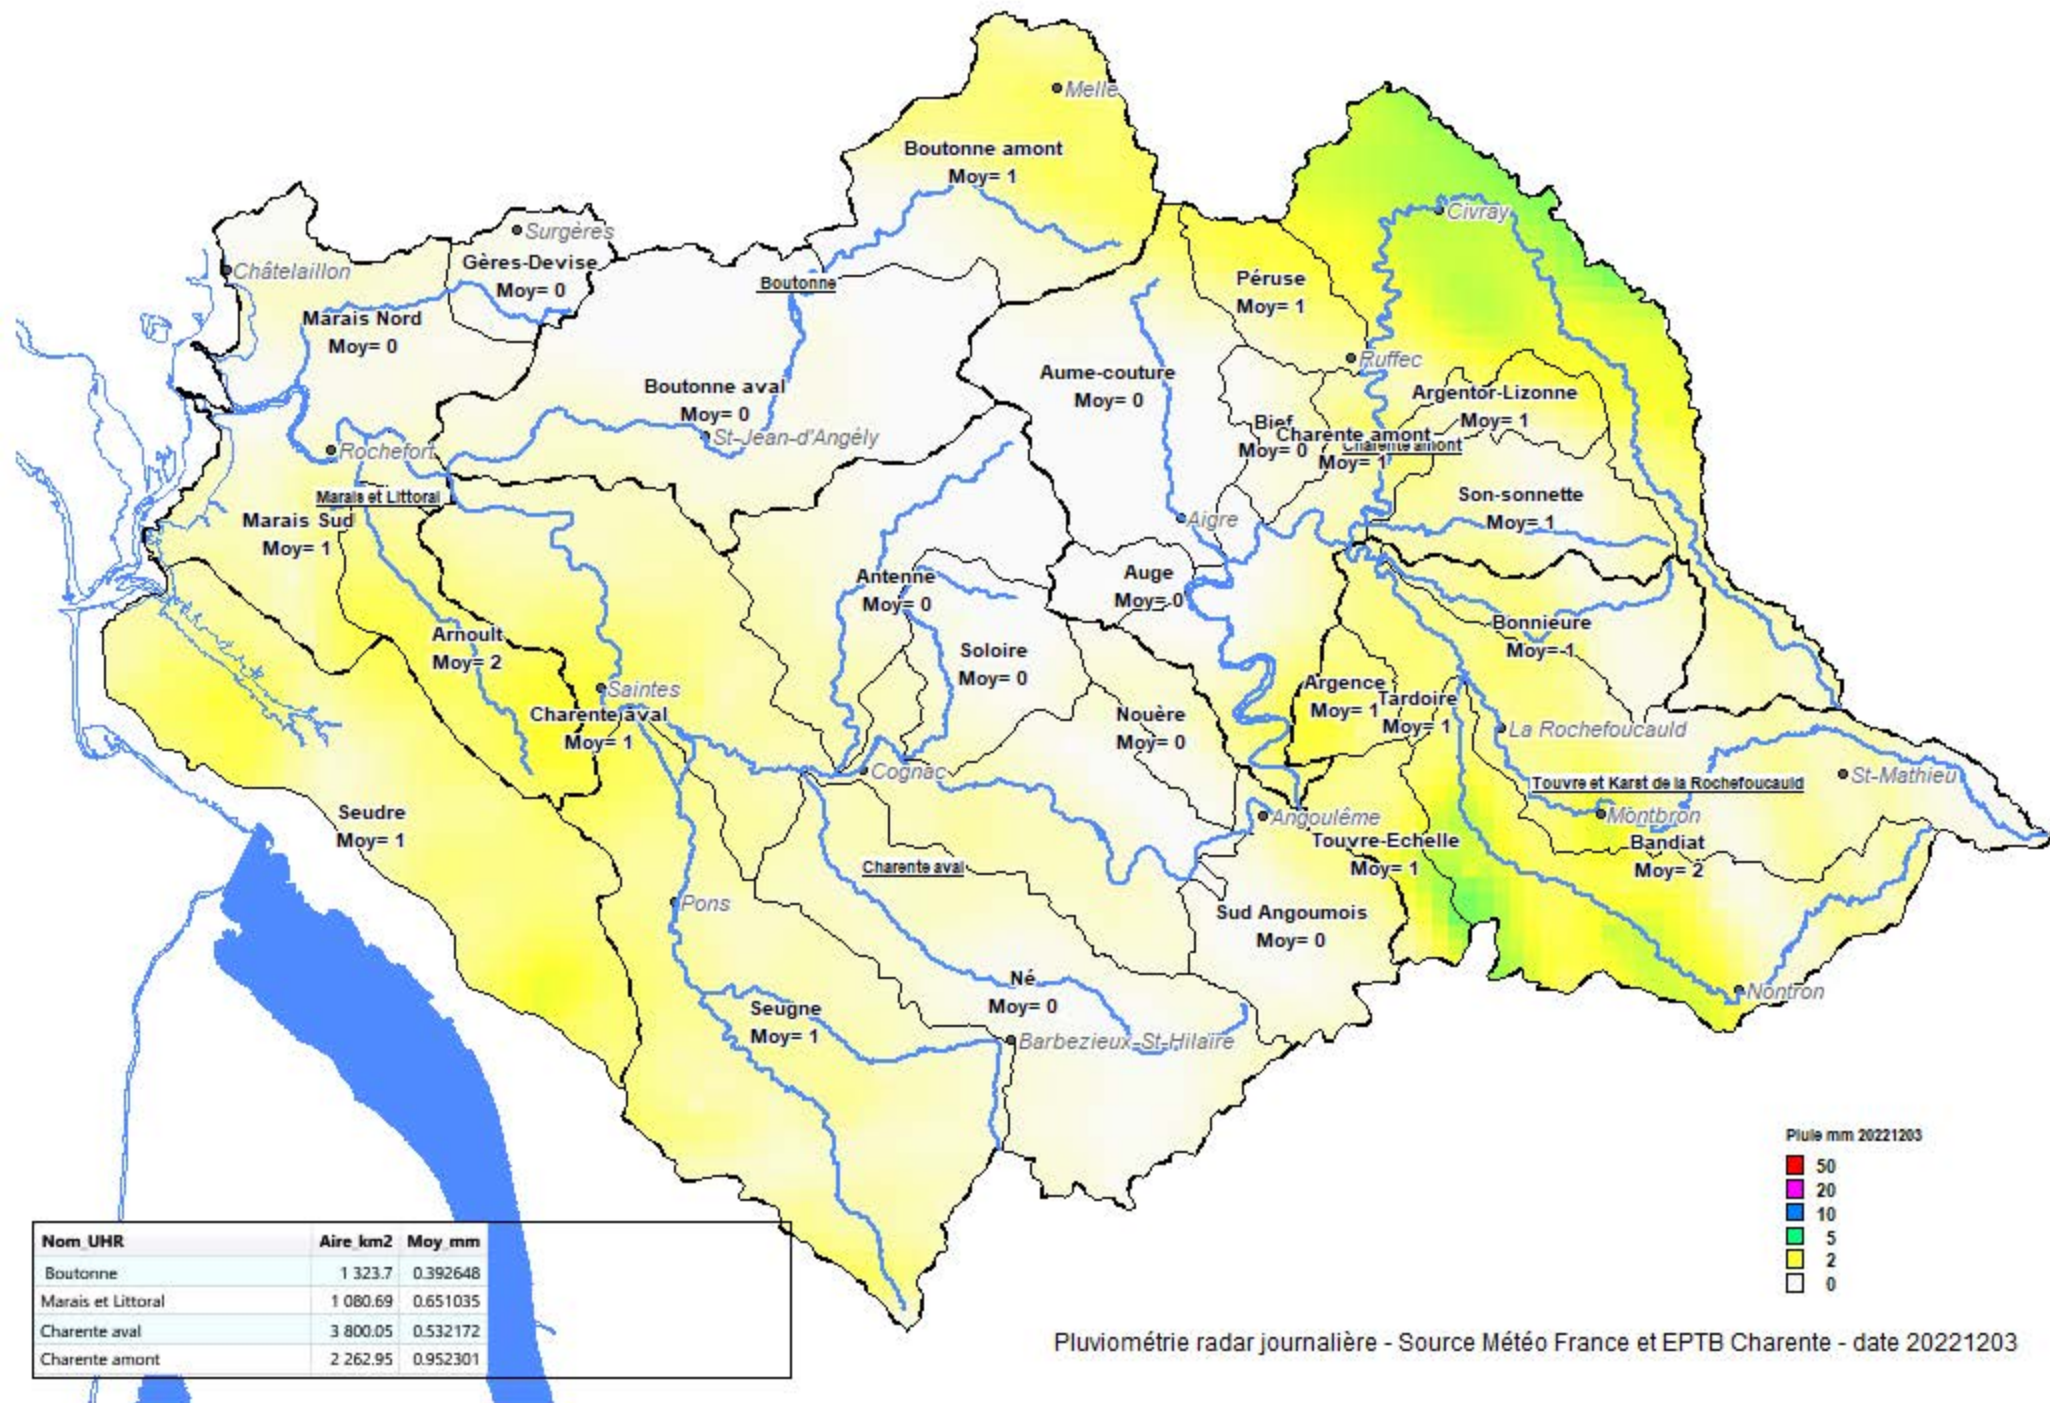 Melle
Boutonne amont
Moy= 1
Civray
Surgères
Châtelaillon
Gères-Devise
Moy= 0
Boutonne
Péruse
Moy= 1
Marais Nord
Moy= 0
Ruffec
Aume-couture
Moy= 0
Boutonne aval
Moy= 0
Argentor-Lizonne
Moy= 1
Bief
Moy= 0
Charente amont
Moy= 1
Charente amont
St-Jean-d'Angély
Rochefort
Marais et Littoral
Son-sonnette
Moy= 1
Marais Sud
Moy= 1
Aigre
Antenne
Moy= 0
Auge
Moy= 0
Arnoult
Moy= 2
Bonnieure
Moy= 1
Soloire
Moy= 0
Saintes
Argence
Moy= 1
Tardoire
Moy= 1
Charente aval
Moy= 1
Nouère
Moy= 0
La Rochefoucauld
Cognac
Touvre et Karst de la Rochefoucauld
St-Mathieu
Seudre
Moy= 1
Angoulême
Montbron
Touvre-Echelle
Moy= 1
Bandiat
Moy= 2
Charente aval
Pons
Sud Angoumois
Moy= 0
Né
Moy= 0
Nontron
Seugne
Moy= 1
Barbezieux-St-Hilaire
Pluie mm 20221203
50
20
10
5
2
0
Nom_UHR Aire_km2 Moy_mm
Boutonne 1 323.7 0.392648
Marais et Littoral 1 080.69 0.651035
Charente aval 3 800.05 0.532172
Charente amont 2 262.95 0.952301
Pluviométrie radar journalière - Source Météo France et EPTB Charente - date 20221203